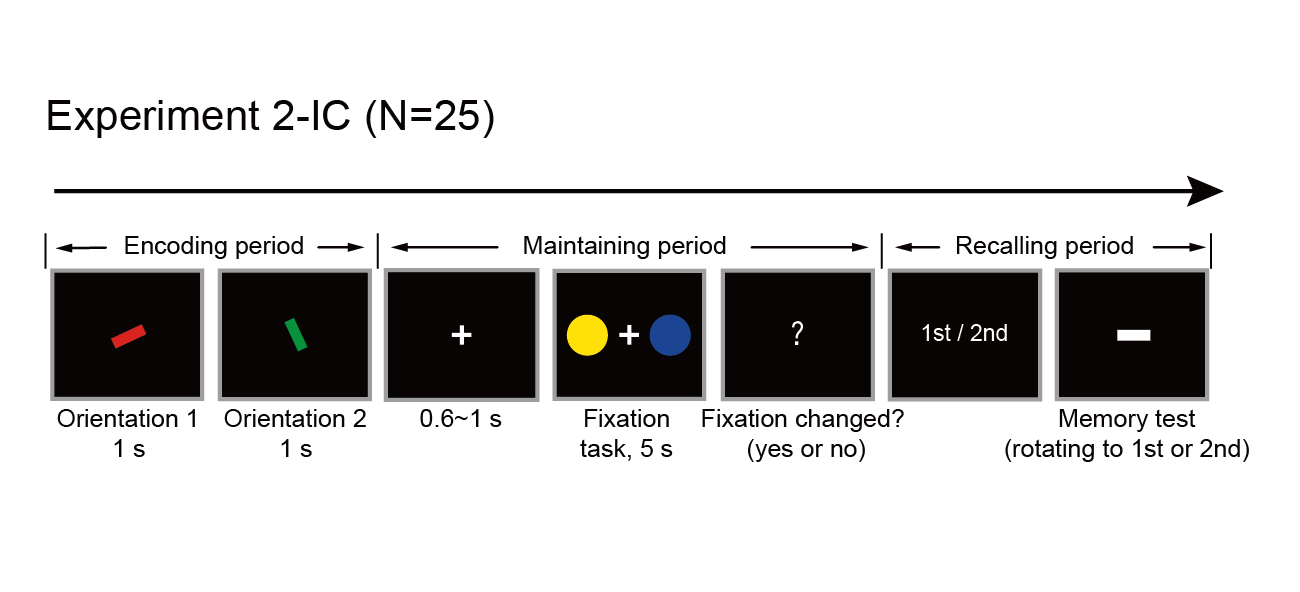 Experiment 2-IC (N=25)
Encoding period
Maintaining period
Recalling period
+
+
?
1st / 2nd
Orientation 1
1 s
Orientation 2
1 s
0.6~1 s
Fixation
task, 5 s
Fixation changed?
(yes or no)
Memory test
(rotating to 1st or 2nd)